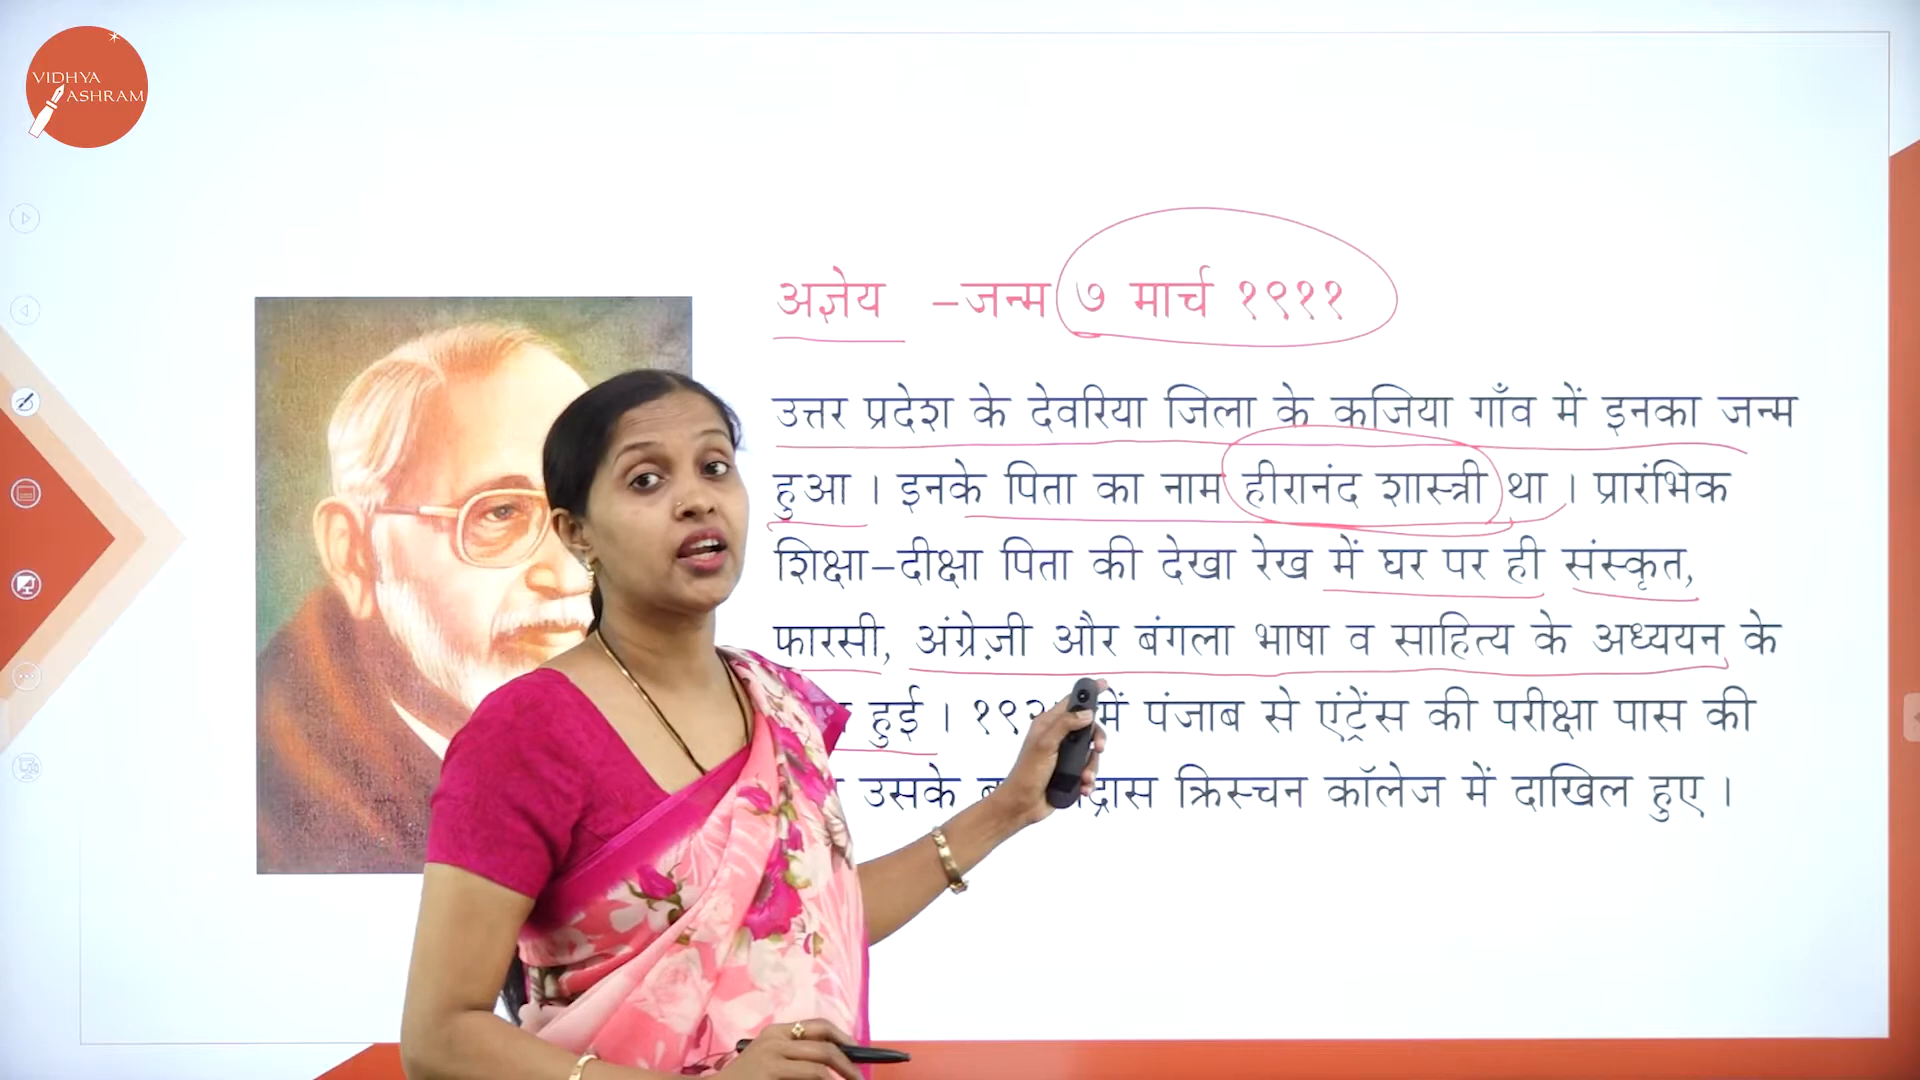 VIDHYA
ASHRAM
अज्ञेय –जन्म ७ मार्च १९११
उत्तर प्रदेश के देवरिया जिला के कजिया गाँव में इनका जन्म
हुआ । इनके पिता का नाम हीरानंद शास्त्री था । प्रारंभिक
शिक्षा–दीक्षा पिता की देखा रेख में घर पर ही संस्कृत,
फारसी, अंग्रेज़ी और बंगला भाषा व साहित्य के अध्ययन के
हुई । में पंजाब से एंट्रेंस की परीक्षा पास की
उसके क्रिस्चन कॉलेज में दाखिल हुए ।